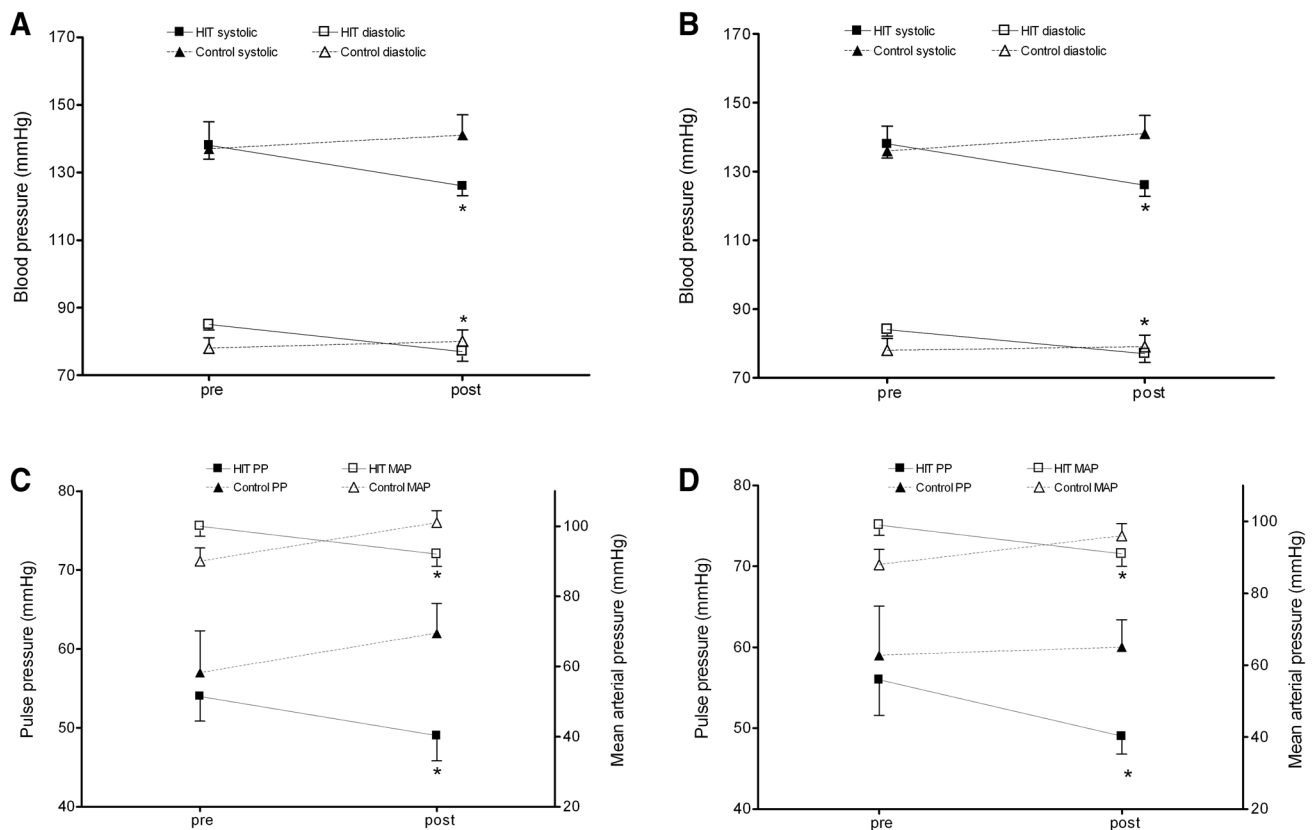 A
HIT systolic HIT diastolic
Control systolic Control diastolic
170
150
130
110
90
70
Blood pressure (mmHg)
*
*
pre post
B
HIT systolic HIT diastolic
Control systolic Control diastolic
170
150
130
110
90
70
Blood pressure (mmHg)
*
*
pre post
C
HIT PP HIT MAP
Control PP Control MAP
80
70
60
50
40
Pulse pressure (mmHg)
*
*
100
80
60
40
20
Mean arterial pressure (mmHg)
pre post
D
HIT PP HIT MAP
Control PP Control MAP
80
70
60
50
40
Pulse pressure (mmHg)
*
*
100
80
60
40
20
Mean arterial pressure (mmHg)
pre post